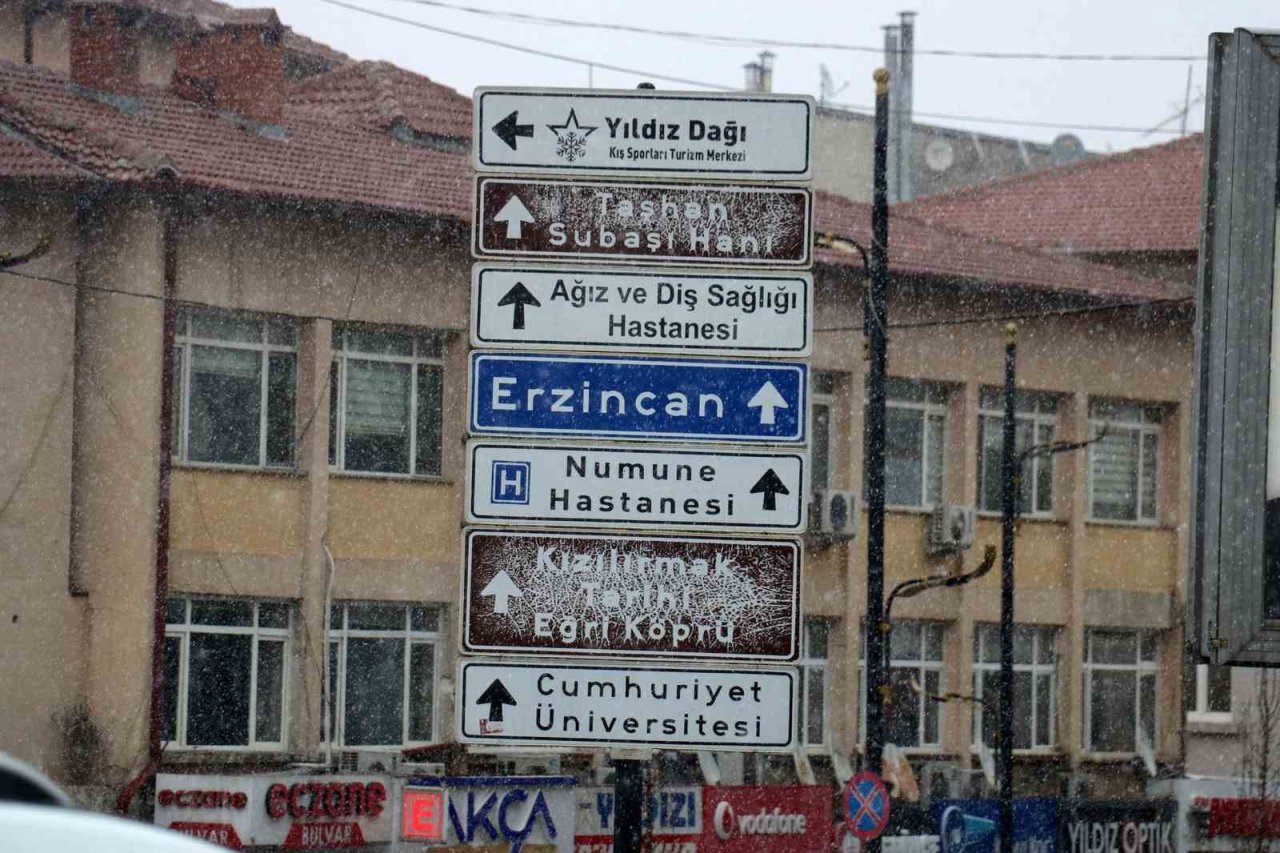 Yıldız Dağı
Kış Sporları Turizm Merkezi
Taşhan
Subaşı Hanı
Ağız ve Diş Sağlığı
Hastanesi
Erzincan
H
Numune
Hastanesi
Kızılırmak
Tarihi
Eğri Köprü
Cumhuriyet
Üniversitesi
eczane
BULVAR
eczane
BULVAR
E
AKÇA
YILDIZ
vodafone
YILDIZ OPTİK